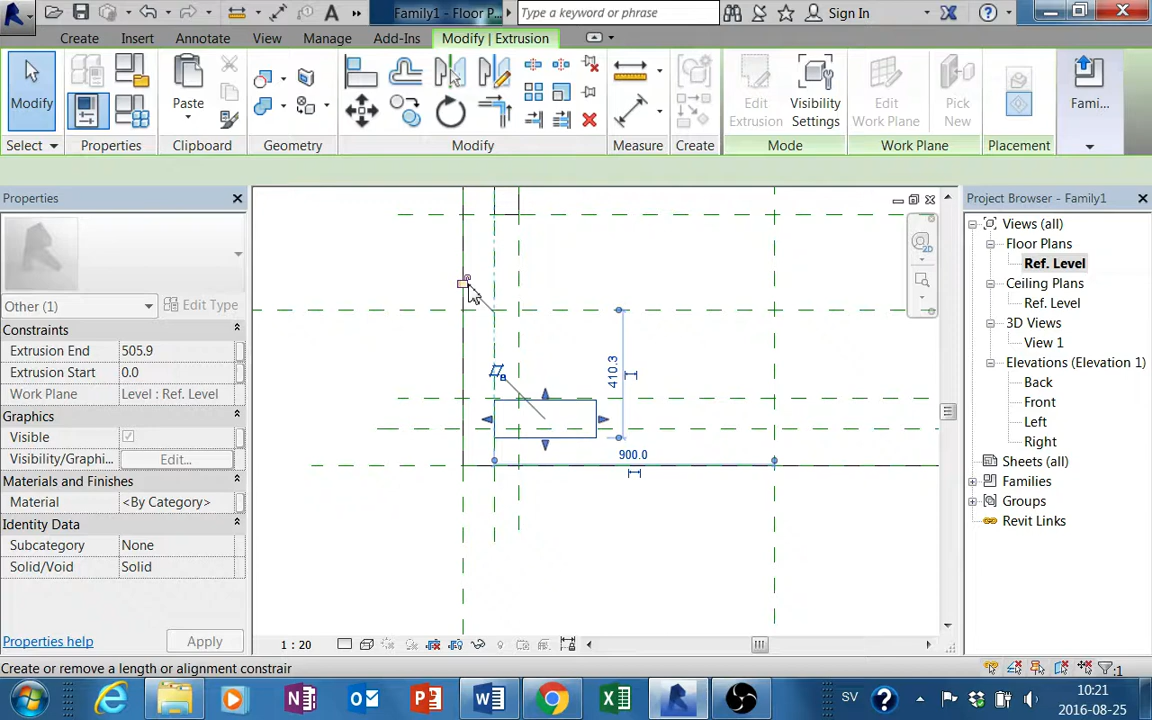 Family1 - Floor P...
Type a keyword or phrase
Sign In
Create
Insert
Annotate
View
Manage
Add-Ins
Modify | Extrusion
Modify
Paste
Edit
Extrusion
Visibility
Settings
Edit
Work Plane
Pick
New
Fami...
Select
Properties
Clipboard
Geometry
Modify
Measure
Create
Mode
Work Plane
Placement
Properties
Other (1)
Edit Type
Constraints
Extrusion End 505.9
Extrusion Start 0.0
Work Plane Level : Ref. Level
Graphics
Visible
Visibility/Graphi... Edit...
Materials and Finishes
Material <By Category>
Identity Data
Subcategory None
Solid/Void Solid
Properties help
Apply
410.3
900.0
2D
1 : 20
Project Browser - Family1
Views (all)
Floor Plans
Ref. Level
Ceiling Plans
Ref. Level
3D Views
View 1
Elevations (Elevation 1)
Back
Front
Left
Right
Sheets (all)
Families
Groups
Revit Links
Create or remove a length or alignment constrair
:1
SV
10:21
2016-08-25